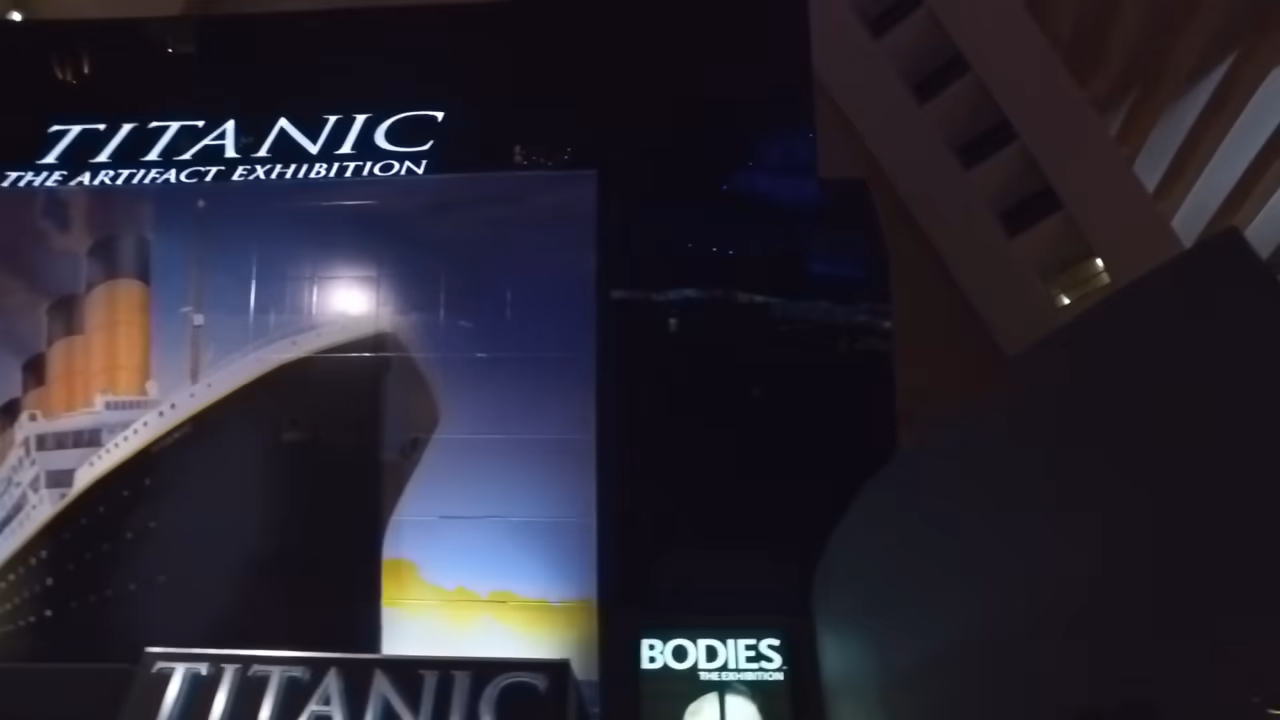 TITANIC
THE ARTIFACT EXHIBITION
TITANIC
BODIES
THE EXHIBITION